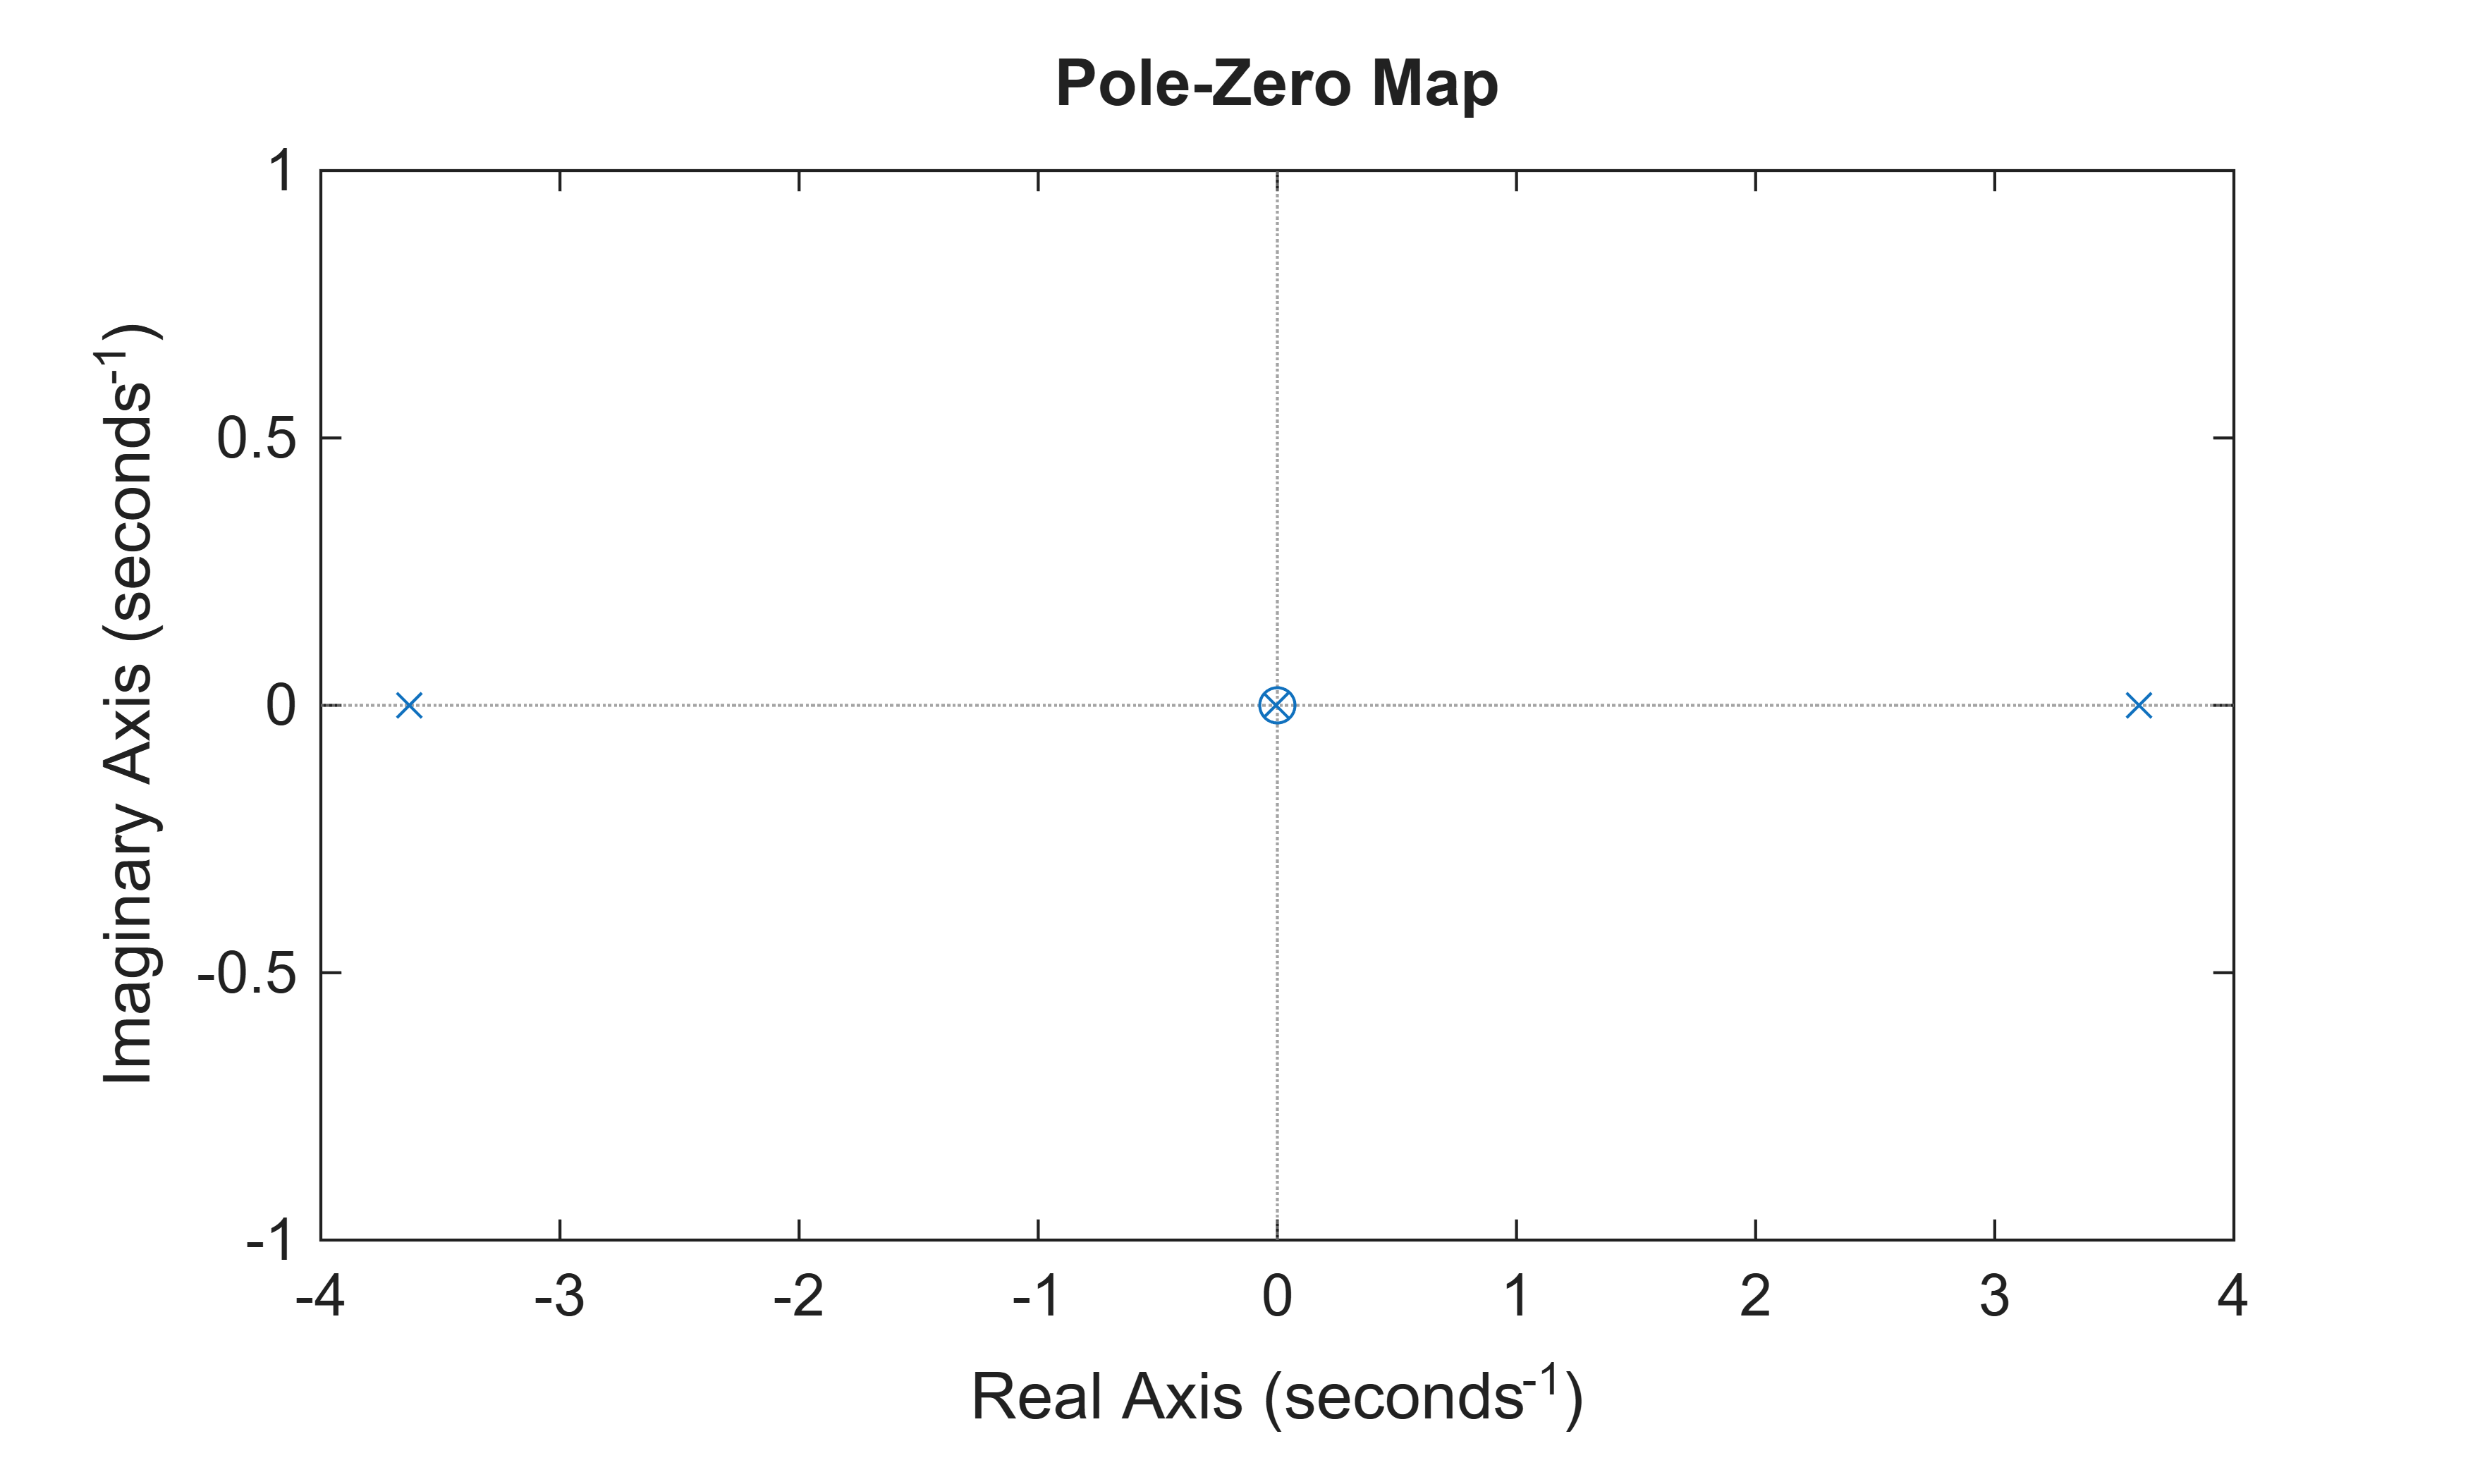 Pole-Zero Map
1
0.5
0
-0.5
-1
-4 -3 -2 -1 0 1 2 3 4
Real Axis (seconds-1)
Imaginary Axis (seconds-1)